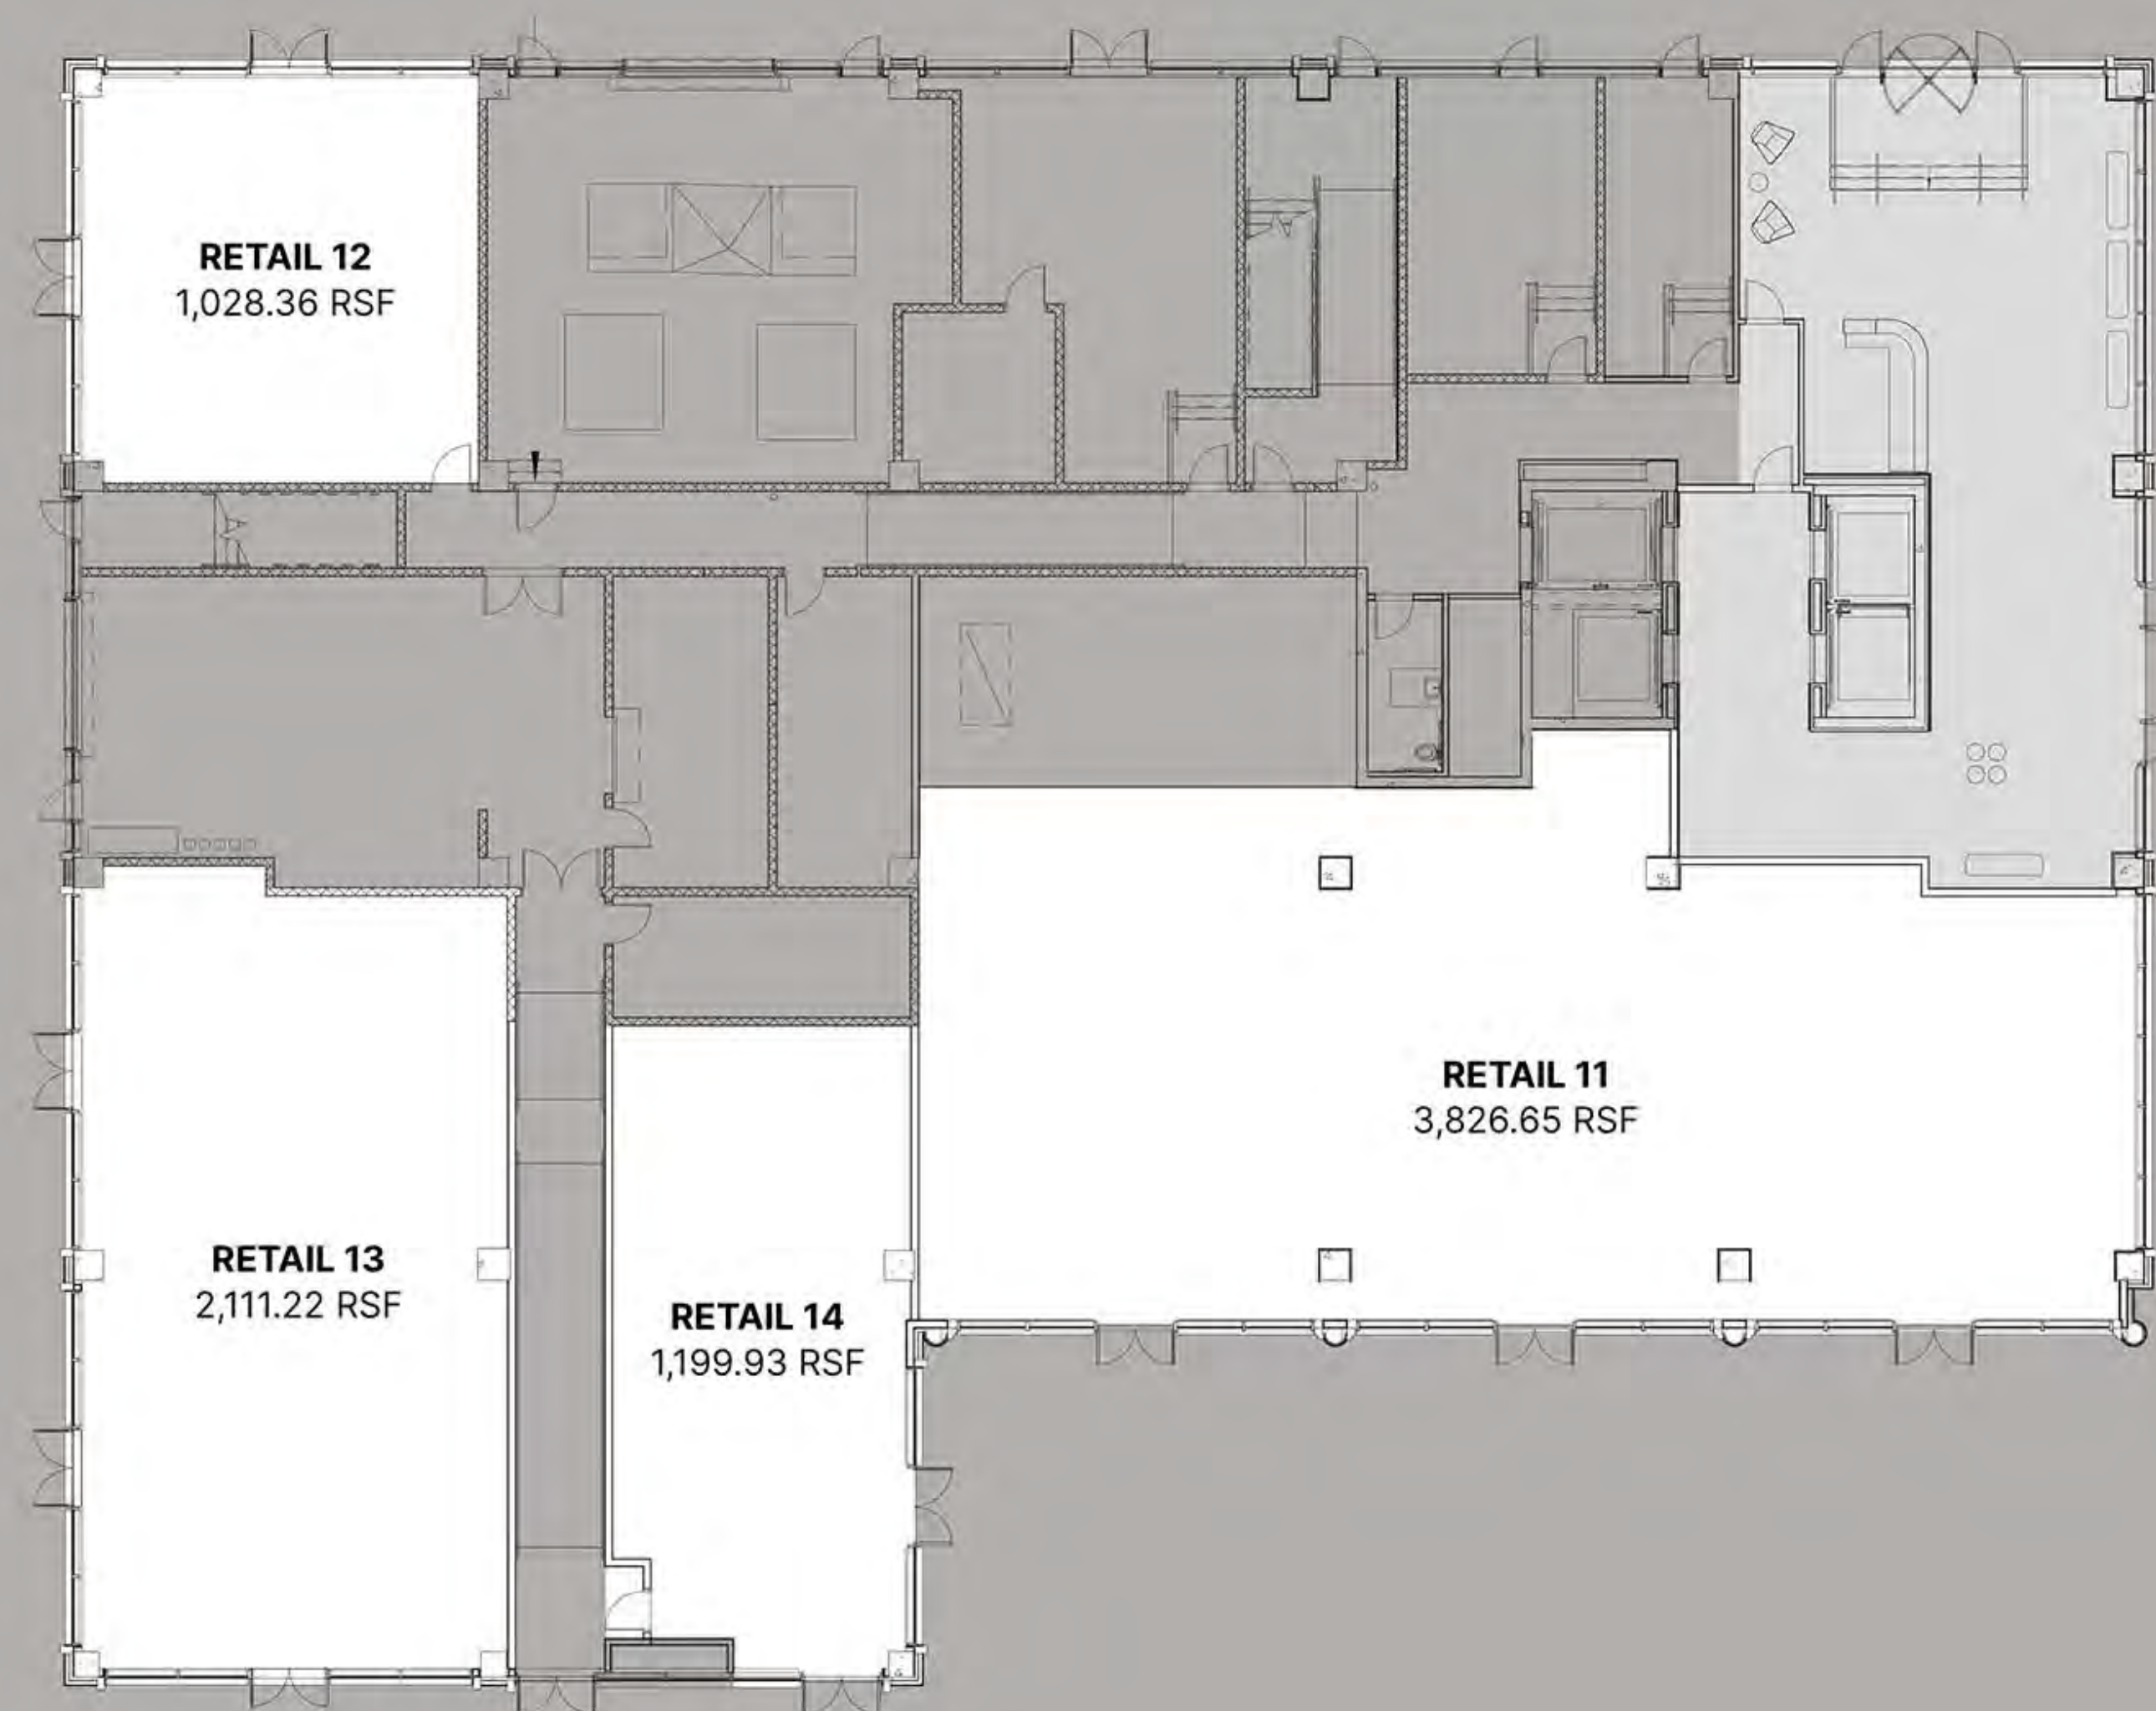 RETAIL 12
1,028.36 RSF
RETAIL 11
3,826.65 RSF
RETAIL 13
2,111.22 RSF
RETAIL 14
1,199.93 RSF